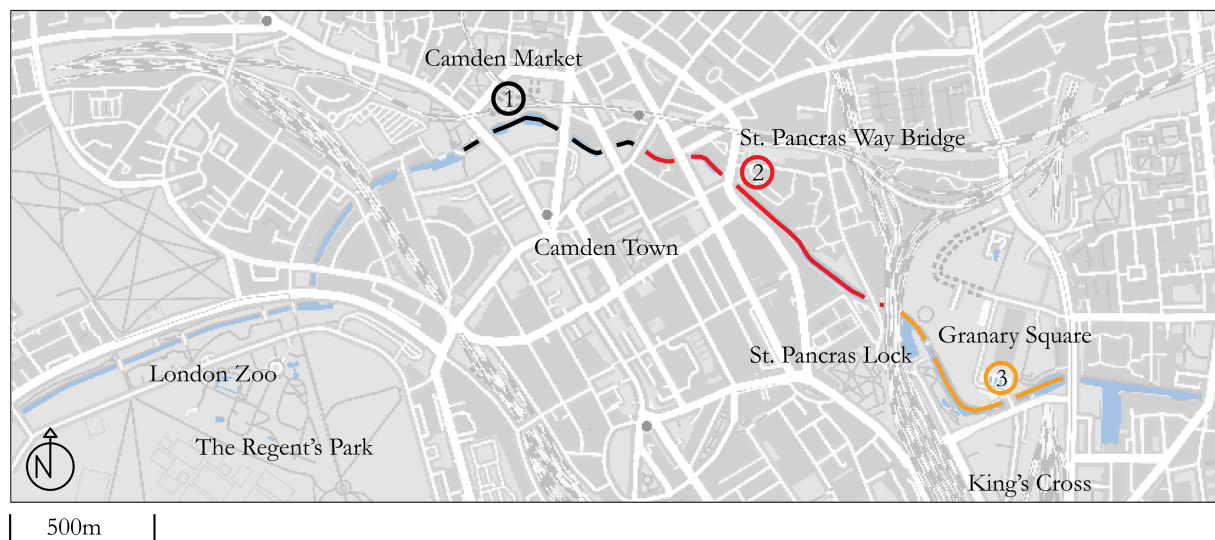 Camden Market
1
St. Pancras Way Bridge
2
Camden Town
Granary Square
St. Pancras Lock
3
London Zoo
The Regent's Park
N
King's Cross
500m